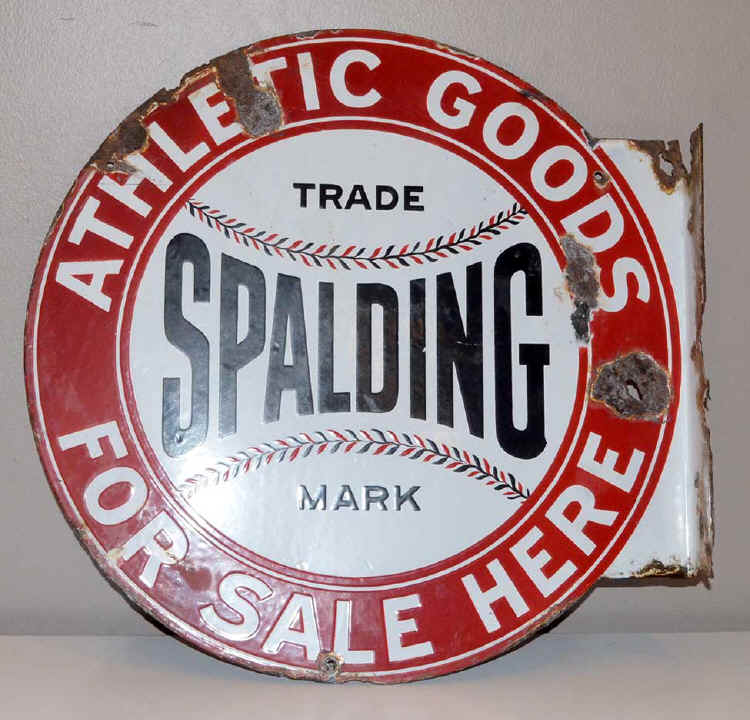 ATHLETIC GOODS
TRADE
SPALDING
MARK
FOR SALE HERE